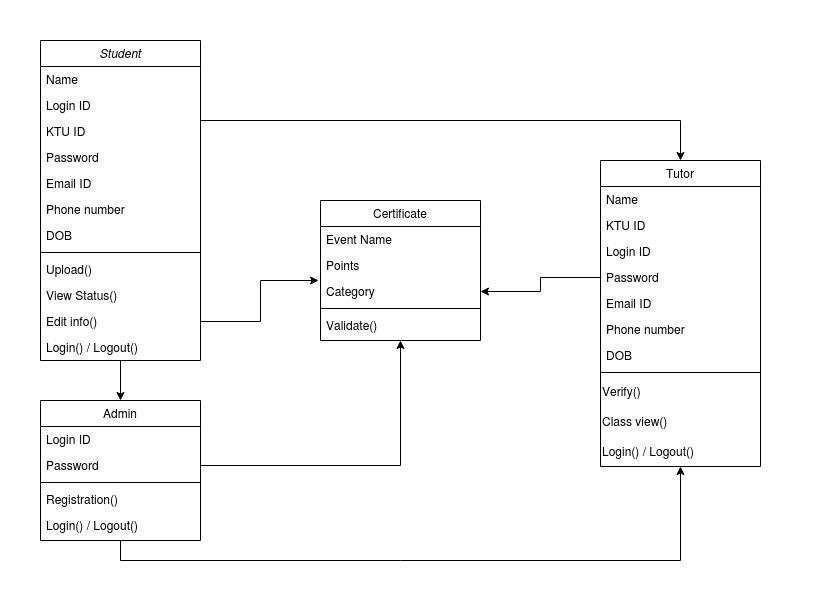 Student
Name
Login ID
KTU ID
Password
Email ID
Phone number
DOB
Upload()
View Status()
Edit info()
Login() / Logout()
Certificate
Event Name
Points
Category
Validate()
Tutor
Name
KTU ID
Login ID
Password
Email ID
Phone number
DOB
Verify()
Class view()
Login() / Logout()
Admin
Login ID
Password
Registration()
Login() / Logout()